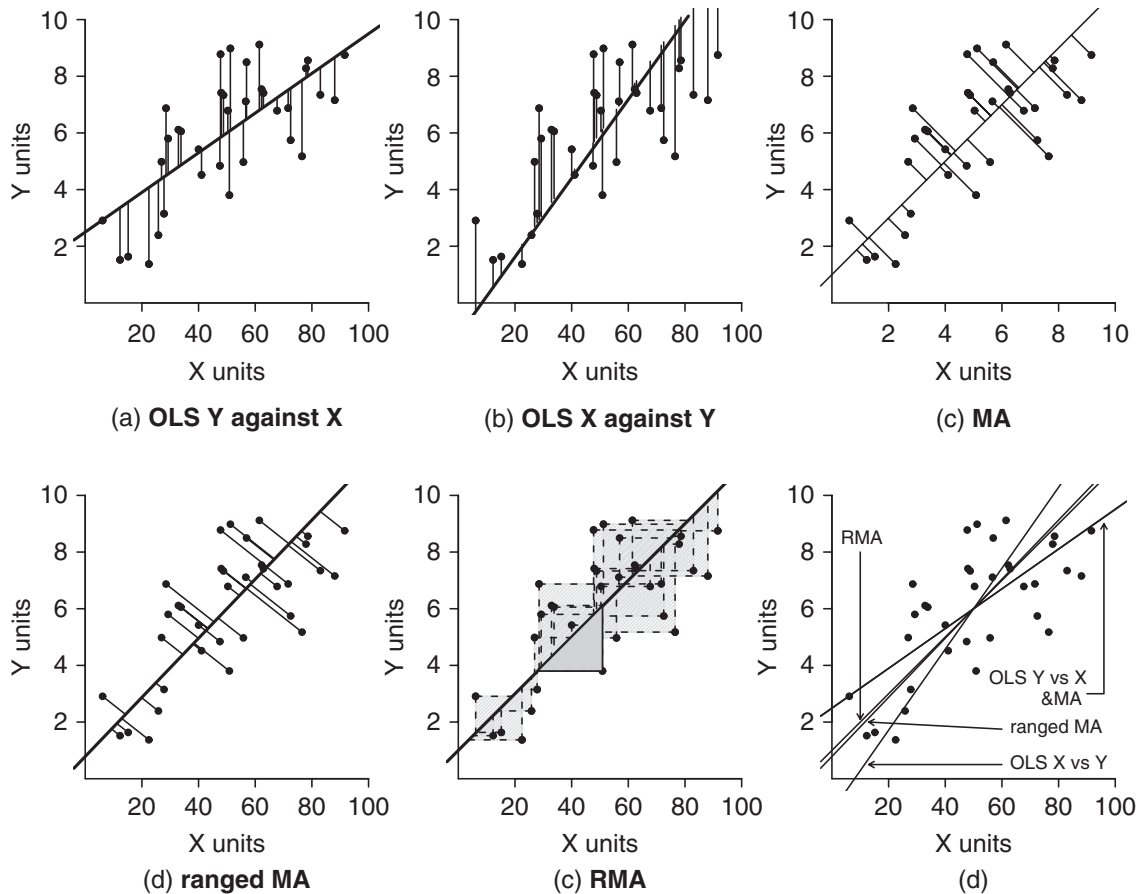 10
8
6
4
2
Y units
20 40 60 80 100
X units
(a) OLS Y against X
10
8
6
4
2
Y units
20 40 60 80 100
X units
(b) OLS X against Y
10
8
6
4
2
Y units
2 4 6 8 10
X units
(c) MA
10
8
6
4
2
Y units
20 40 60 80 100
X units
(d) ranged MA
10
8
6
4
2
Y units
20 40 60 80 100
X units
(c) RMA
10
8
6
4
2
Y units
RMA
OLS Y vs X
&MA
ranged MA
OLS X vs Y
20 40 60 80 100
X units
(d)